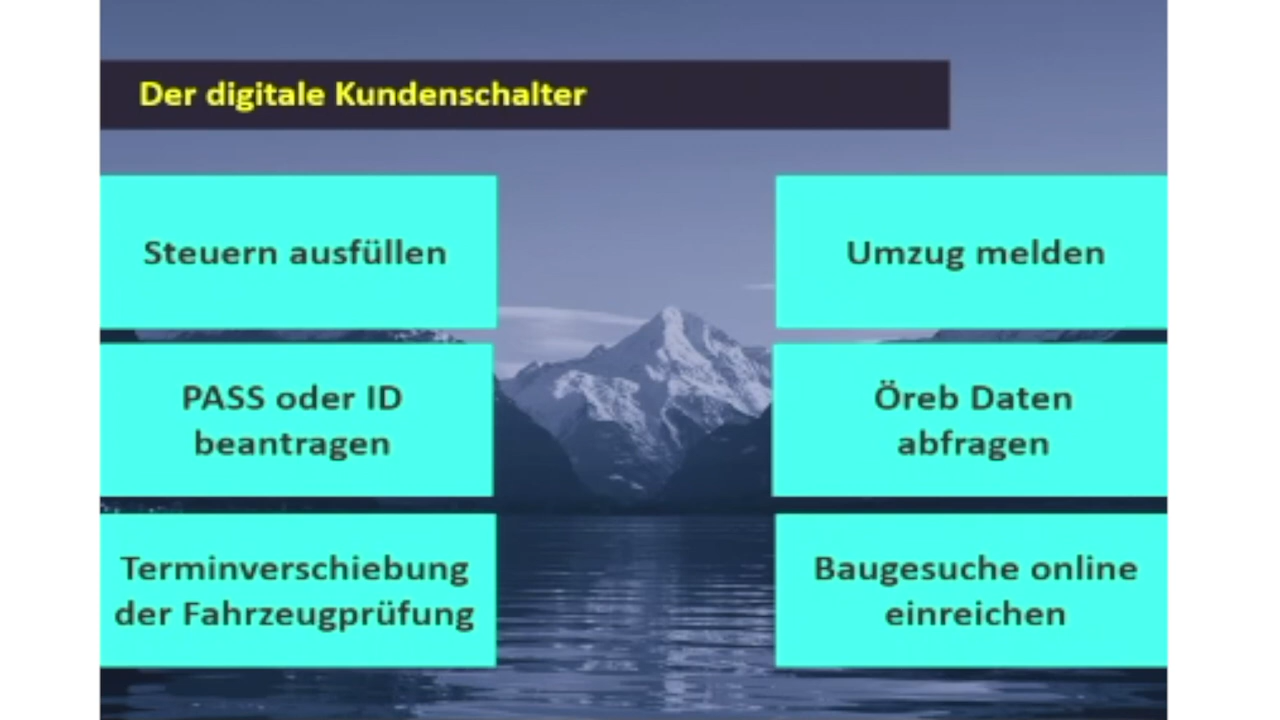 Der digitale Kundenschalter
Steuern ausfüllen
Umzug melden
PASS oder ID
beantragen
Öreb Daten
abfragen
Terminverschiebung
der Fahrzeugprüfung
Baugesuche online
einreichen